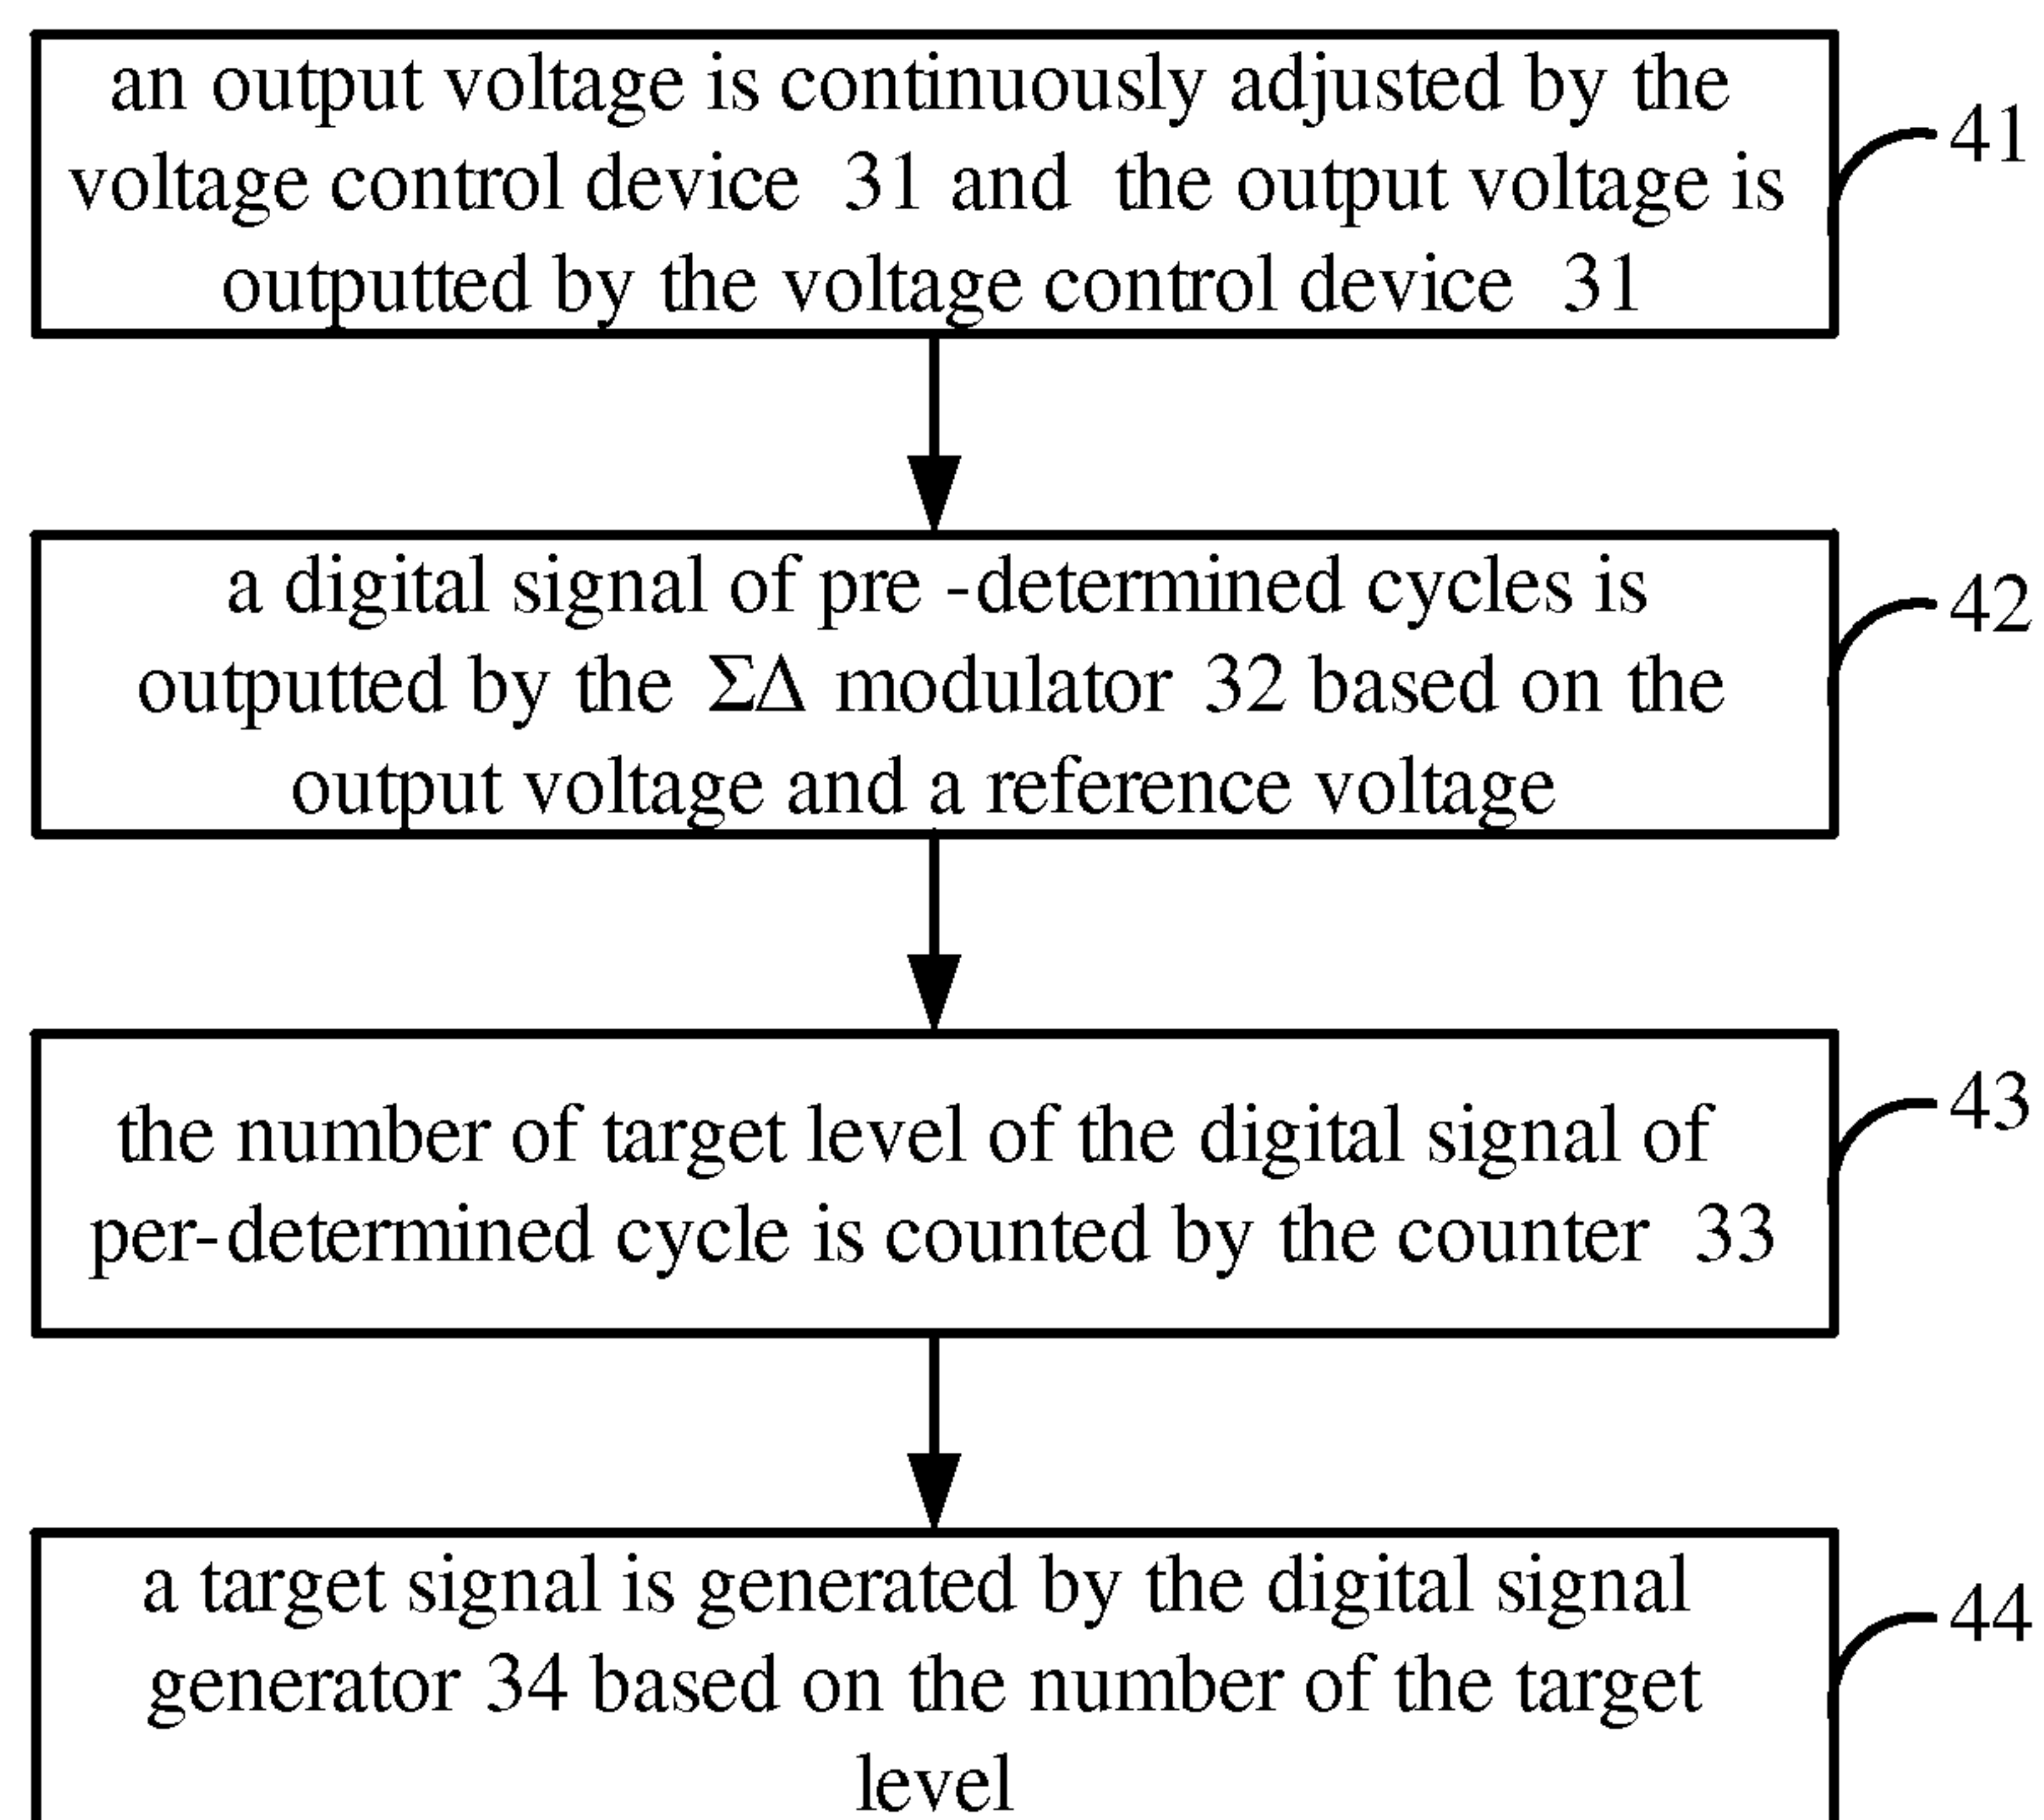 an output voltage is continuously adjusted by the
voltage control device 31 and the output voltage is
outputted by the voltage control device 31
41
a digital signal of pre -determined cycles is
outputted by the ΣΔ modulator 32 based on the
output voltage and a reference voltage
42
the number of target level of the digital signal of
per-determined cycle is counted by the counter 33
43
a target signal is generated by the digital signal
generator 34 based on the number of the target
level
44